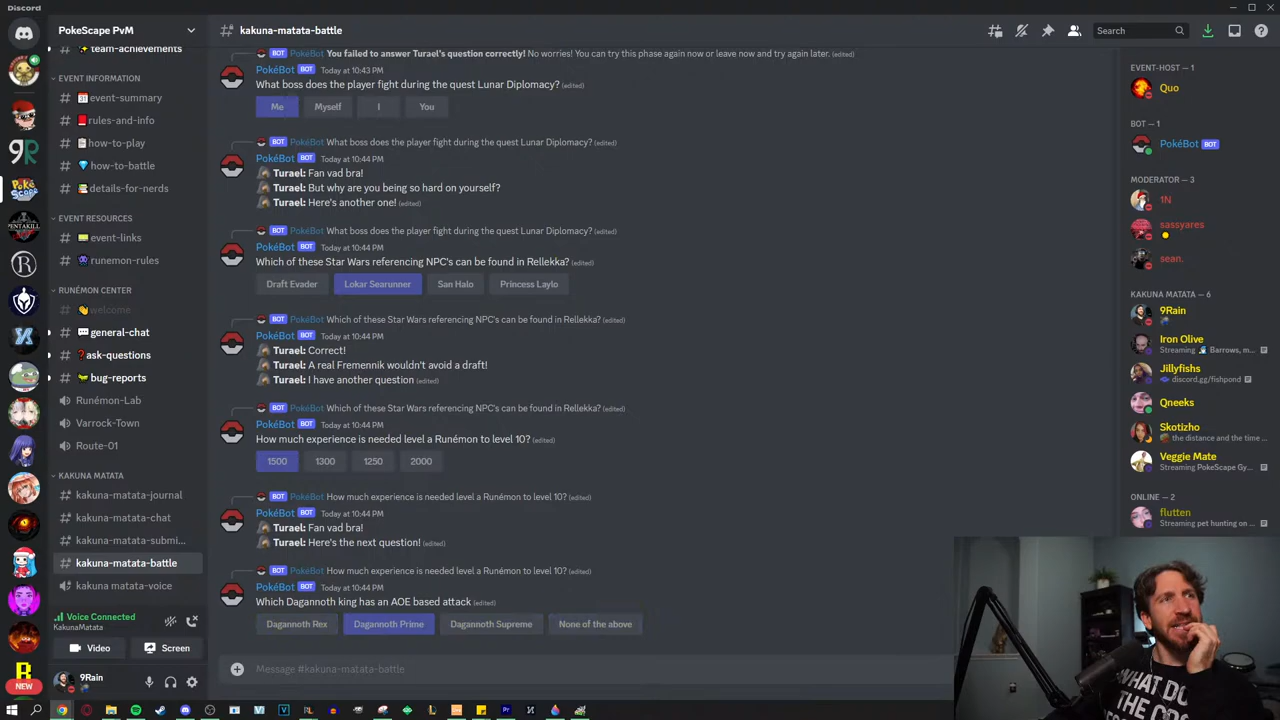 Discord
PokeScape PvM
team-achievements
EVENT INFORMATION
event-summary
rules-and-info
how-to-play
how-to-battle
details-for-nerds
EVENT RESOURCES
event-links
runemon-rules
RUNÉMON CENTER
welcome
general-chat
ask-questions
bug-reports
Runémon-Lab
Varrock-Town
Route-01
KAKUNA MATATA
kakuna-matata-journal
kakuna-matata-chat
kakuna-matata-submi...
kakuna-matata-battle
kakuna matata-voice
Voice Connected
KakunaMatata
Video
Screen
9Rain
NEW
kakuna-matata-battle
Search
BOT PokéBot You failed to answer Turael's question correctly! No worries! You can try this phase again now or leave now and try again later. (edited)
PokéBot BOT Today at 10:43 PM
What boss does the player fight during the quest Lunar Diplomacy? (edited)
Me Myself I You
BOT PokéBot What boss does the player fight during the quest Lunar Diplomacy? (edited)
PokéBot BOT Today at 10:44 PM
Turael: Fan vad bra!
Turael: But why are you being so hard on yourself?
Turael: Here's another one! (edited)
BOT PokéBot What boss does the player fight during the quest Lunar Diplomacy? (edited)
PokéBot BOT Today at 10:44 PM
Which of these Star Wars referencing NPC's can be found in Rellekka? (edited)
Draft Evader Lokar Searunner San Halo Princess Laylo
BOT PokéBot Which of these Star Wars referencing NPC's can be found in Rellekka? (edited)
PokéBot BOT Today at 10:44 PM
Turael: Correct!
Turael: A real Fremennik wouldn't avoid a draft!
Turael: I have another question (edited)
BOT PokéBot Which of these Star Wars referencing NPC's can be found in Rellekka? (edited)
PokéBot BOT Today at 10:44 PM
How much experience is needed level a Runémon to level 10? (edited)
1500 1300 1250 2000
BOT PokéBot How much experience is needed level a Runémon to level 10? (edited)
PokéBot BOT Today at 10:44 PM
Turael: Fan vad bra!
Turael: Here's the next question! (edited)
BOT PokéBot How much experience is needed level a Runémon to level 10? (edited)
PokéBot BOT Today at 10:44 PM
Which Dagannoth king has an AOE based attack (edited)
Dagannoth Rex Dagannoth Prime Dagannoth Supreme None of the above
Message #kakuna-matata-battle
EVENT-HOST — 1
Quo
BOT — 1
PokéBot BOT
MODERATOR — 3
1N
sassyares
sean.
KAKUNA MATATA — 6
9Rain
Iron Olive
Streaming Barrows, m...
Jillyfishs
discord.gg/fishpond
Qneeks
Skotizho
the distance and the time ...
Veggie Mate
Streaming PokeScape Gy...
ONLINE — 2
flutten
Streaming pet hunting on ...
WHAT DO
THE